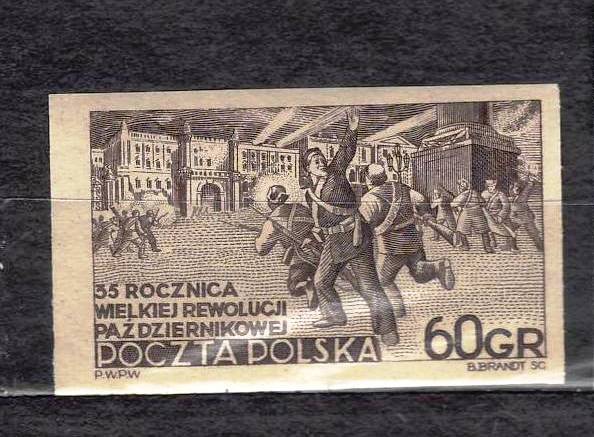 35 ROCZNICA
WIELKIEJ REWOLUCJI
PAŹDZIERNIKOWEJ
POCZTA POLSKA 60GR
P.W.P.W B.BRANDT SC